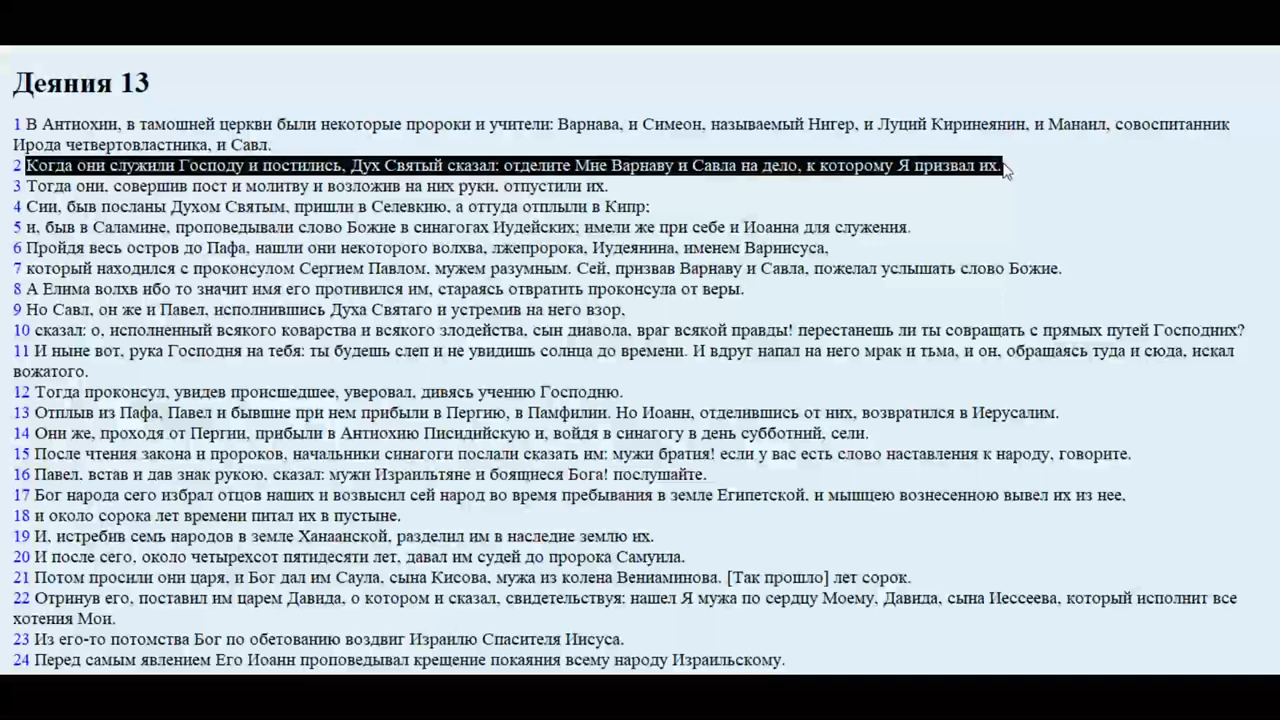 Деяния 13
1 В Антиохии, в тамошней церкви были некоторые пророки и учители: Варнава, и Симеон, называемый Нигер, и Луций Киринеянин, и Манаил, совоспитанник
Ирода четвертовластника, и Савл.
2 Когда они служили Господу и постились, Дух Святый сказал: отделите Мне Варнаву и Савла на дело, к которому Я призвал их.
3 Тогда они, совершив пост и молитву и возложив на них руки, отпустили их.
4 Сии, быв посланы Духом Святым, пришли в Селевкию, а оттуда отплыли в Кипр;
5 и, быв в Саламине, проповедывали слово Божие в синагогах Иудейских; имели же при себе и Иоанна для служения.
6 Пройдя весь остров до Пафа, нашли они некоторого волхва, лжепророка, Иудеянина, именем Вариисуса,
7 который находился с проконсулом Сергием Павлом, мужем разумным. Сей, призвав Варнаву и Савла, пожелал услышать слово Божие.
8 А Елима волхв ибо то значит имя его противился им, стараясь отвратить проконсула от веры.
9 Но Савл, он же и Павел, исполнившись Духа Святаго и устремив на него взор,
10 сказал: о, исполненный всякого коварства и всякого злодейства, сын диавола, враг всякой правды! перестанешь ли ты совращать с прямых путей Господних?
11 И ныне вот, рука Господня на тебя: ты будешь слеп и не увидишь солнца до времени. И вдруг напал на него мрак и тьма, и он, обращаясь туда и сюда, искал
вожатого.
12 Тогда проконсул, увидев происшедшее, уверовал, дивясь учению Господню.
13 Отплыв из Пафа, Павел и бывшие при нем прибыли в Пергию, в Памфилии. Но Иоанн, отделившись от них, возвратился в Иерусалим.
14 Они же, проходя от Пергии, прибыли в Антиохию Писидийскую и, войдя в синагогу в день субботний, сели.
15 После чтения закона и пророков, начальники синагоги послали сказать им: мужи братия! если у вас есть слово наставления к народу, говорите.
16 Павел, встав и дав знак рукою, сказал: мужи Израильтяне и боящиеся Бога! послушайте.
17 Бог народа сего избрал отцов наших и возвысил сей народ во время пребывания в земле Египетской, и мышцею вознесенною вывел их из нее,
18 и около сорока лет времени питал их в пустыне.
19 И, истребив семь народов в земле Ханаанской, разделил им в наследие землю их.
20 И после сего, около четырехсот пятидесяти лет, давал им судей до пророка Самуила.
21 Потом просили они царя, и Бог дал им Саула, сына Кисова, мужа из колена Вениаминова. [Так прошло] лет сорок.
22 Отринув его, поставил им царем Давида, о котором и сказал, свидетельствуя: нашел Я мужа по сердцу Моему, Давида, сына Иессеева, который исполнит все
хотения Мои.
23 Из его-то потомства Бог по обетованию воздвиг Израилю Спасителя Иисуса.
24 Перед самым явлением Его Иоанн проповедывал крещение покаяния всему народу Израильскому.